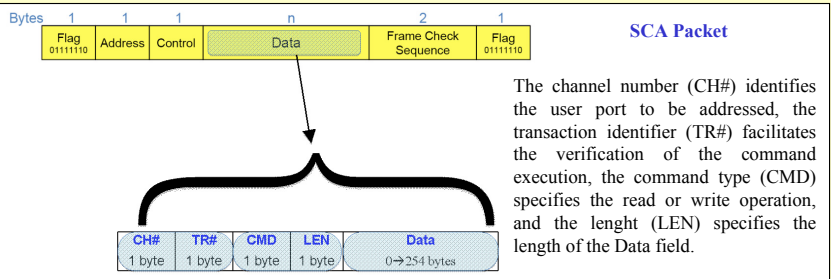 Bytes 1 1 1 n 2 1
Flag 01111110 Address Control Data Frame Check Sequence Flag 01111110
SCA Packet
The channel number (CH#) identifies
the user port to be addressed, the
transaction identifier (TR#) facilitates
the verification of the command
execution, the command type (CMD)
specifies the read or write operation,
and the lenght (LEN) specifies the
length of the Data field.
CH# TR# CMD LEN Data
1 byte 1 byte 1 byte 1 byte 0→254 bytes